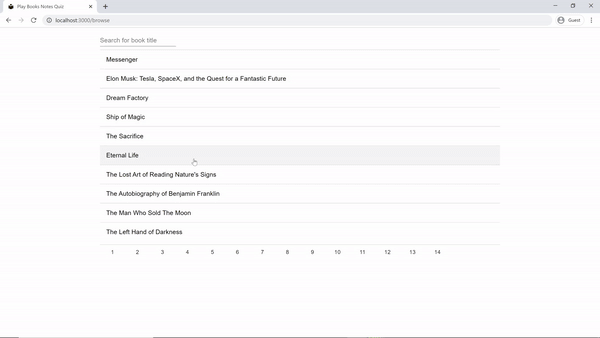 Play Books Notes Quiz
localhost:3000/browse
Guest
Search for book title
Messenger
Elon Musk: Tesla, SpaceX, and the Quest for a Fantastic Future
Dream Factory
Ship of Magic
The Sacrifice
Eternal Life
The Lost Art of Reading Nature's Signs
The Autobiography of Benjamin Franklin
The Man Who Sold The Moon
The Left Hand of Darkness
1 2 3 4 5 6 7 8 9 10 11 12 13 14